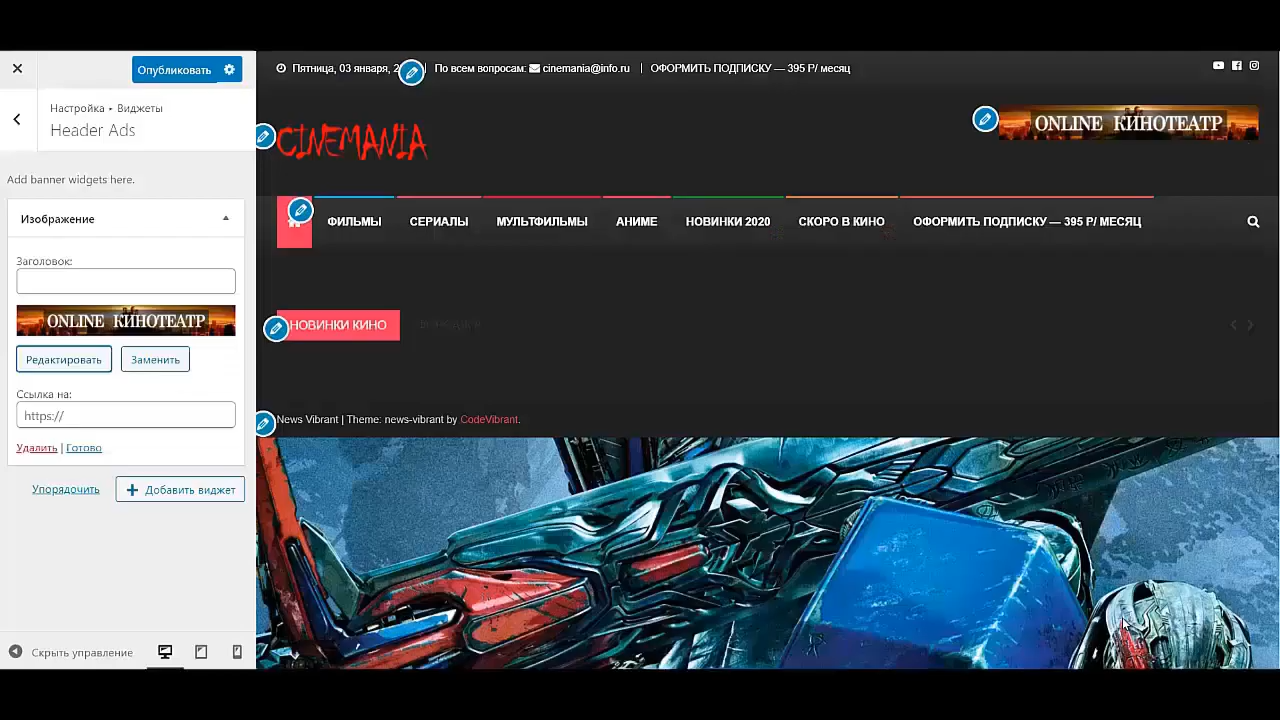 Опубликовать
Настройка ▸ Виджеты
Header Ads
Add banner widgets here.
Изображение
Заголовок:
ONLINE КИНОТЕАТР
Редактировать
Заменить
Ссылка на:
https://
Удалить | Готово
Упорядочить
Добавить виджет
Скрыть управление
Пятница, 03 января, 2
По всем вопросам: cinemania@info.ru | ОФОРМИТЬ ПОДПИСКУ — 395 Р/ месяц
CINEMANIA
ONLINE КИНОТЕАТР
ФИЛЬМЫ СЕРИАЛЫ МУЛЬТФИЛЬМЫ АНИМЕ НОВИНКИ 2020 СКОРО В КИНО ОФОРМИТЬ ПОДПИСКУ — 395 Р/ МЕСЯЦ
НОВИНКИ КИНО
News Vibrant | Theme: news-vibrant by CodeVibrant.